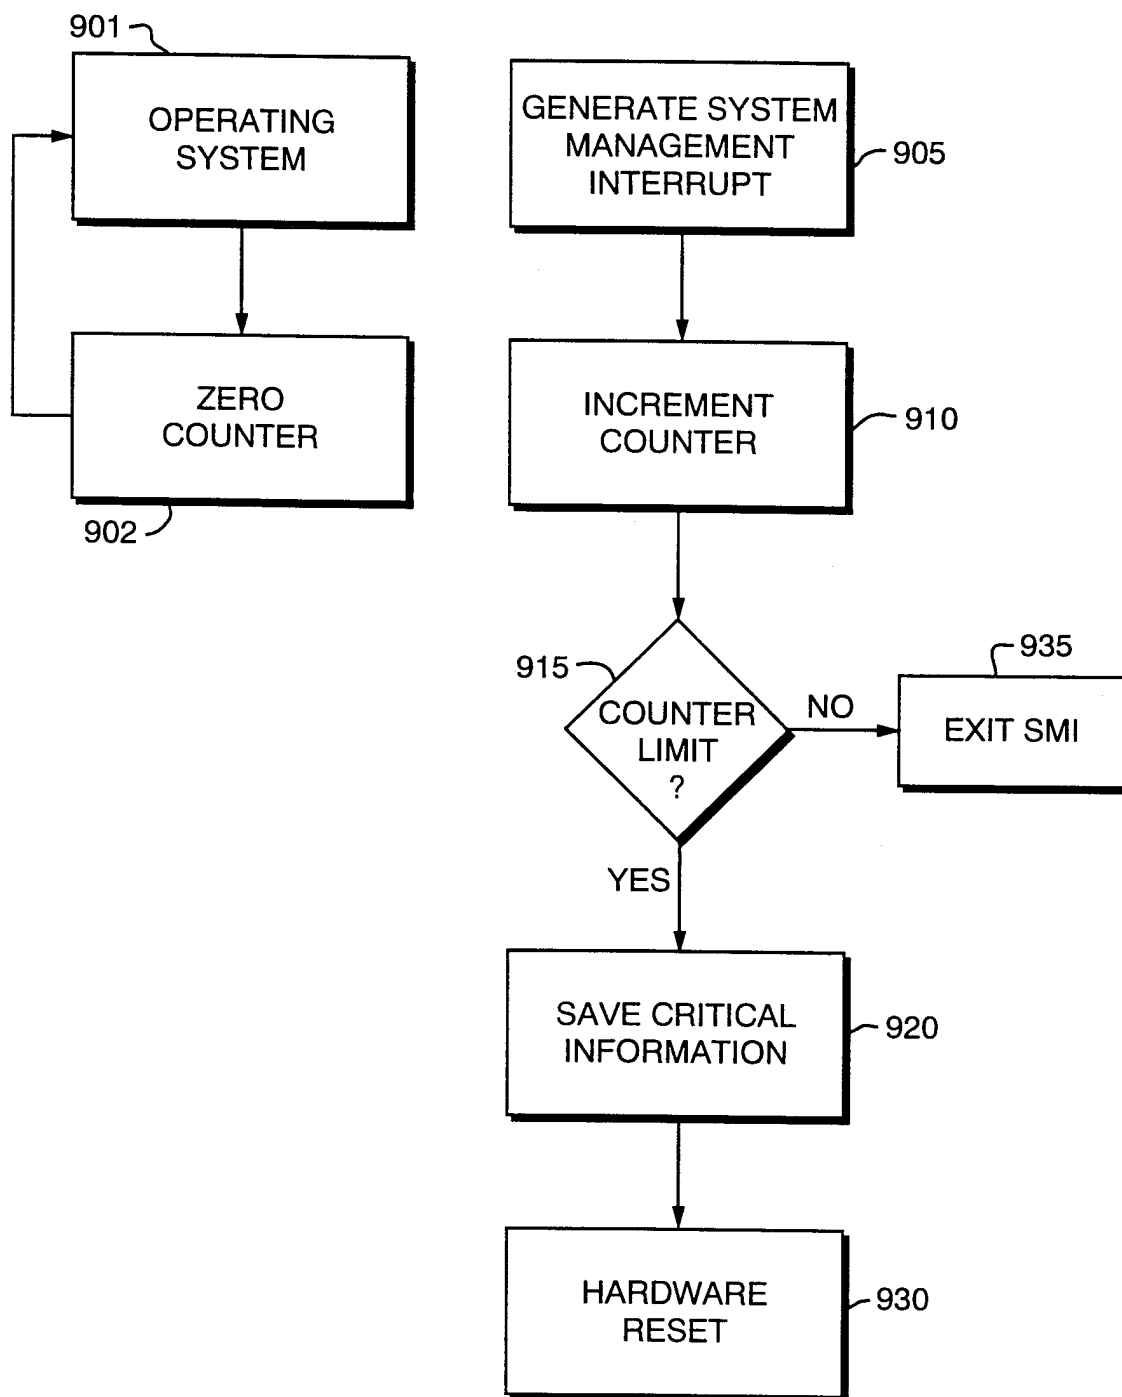 901
OPERATING
SYSTEM
ZERO
COUNTER
902
GENERATE SYSTEM
MANAGEMENT
INTERRUPT
905
INCREMENT
COUNTER
910
915
COUNTER
LIMIT
?
NO
935
EXIT SMI
YES
SAVE CRITICAL
INFORMATION
920
HARDWARE
RESET
930